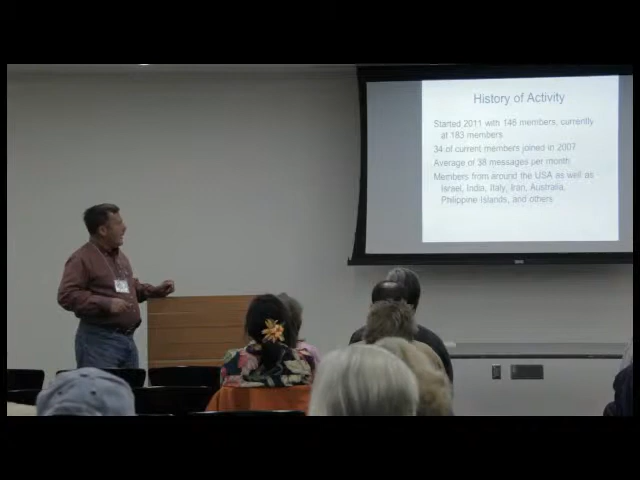 History of Activity
Started 2011 with 148 members, currently
at 183 members
34 of current members joined in 2007
Average of 38 messages per month
Members from around the USA as well as
Israel, India, Italy, Iran, Australia,
Philippine Islands, and others